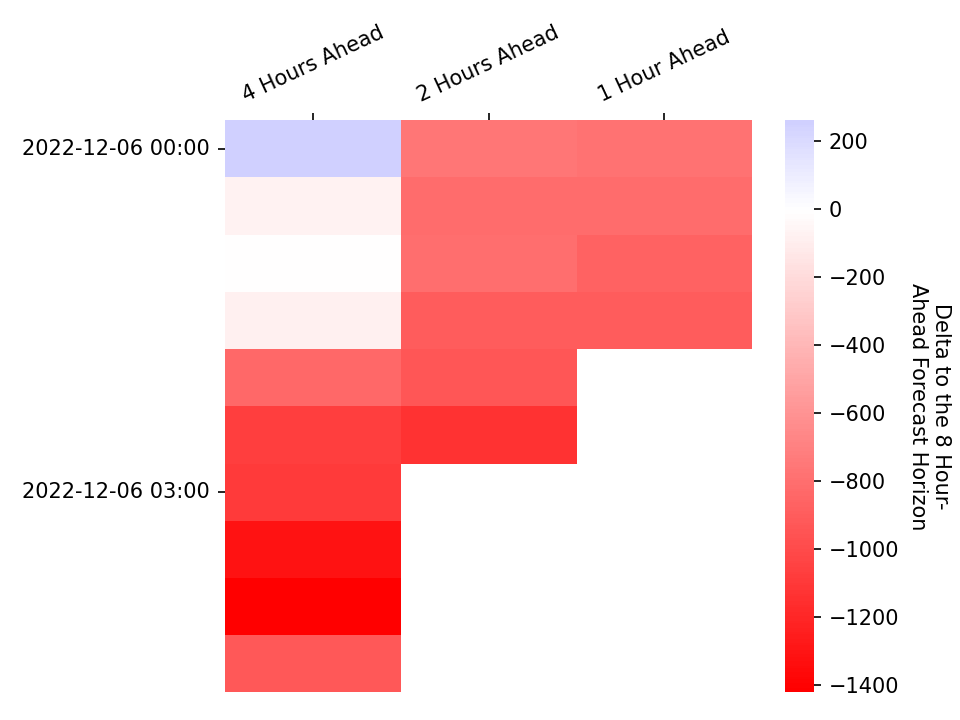 4 Hours Ahead
2 Hours Ahead
1 Hour Ahead
2022-12-06 00:00
2022-12-06 03:00
200
0
−200
−400
−600
−800
−1000
−1200
−1400
Delta to the 8 Hour-
Ahead Forecast Horizon